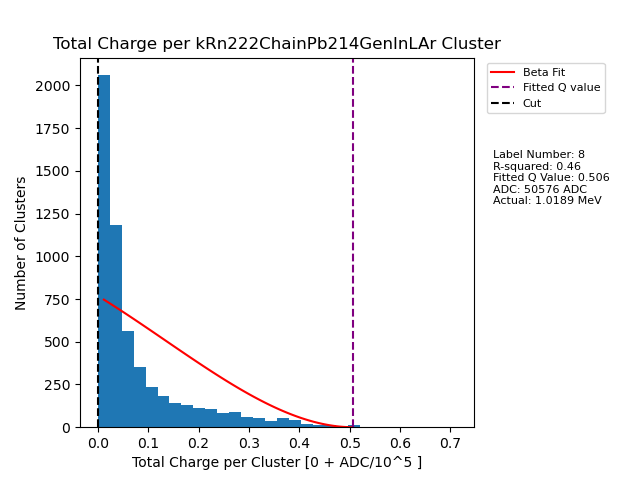 Total Charge per kRn222ChainPb214GenInLAr Cluster
Beta Fit
Fitted Q value
Cut
Label Number: 8
R-squared: 0.46
Fitted Q Value: 0.506
ADC: 50576 ADC
Actual: 1.0189 MeV
Number of Clusters
2000
1750
1500
1250
1000
750
500
250
0
0.0 0.1 0.2 0.3 0.4 0.5 0.6 0.7
Total Charge per Cluster [0 + ADC/10^5 ]